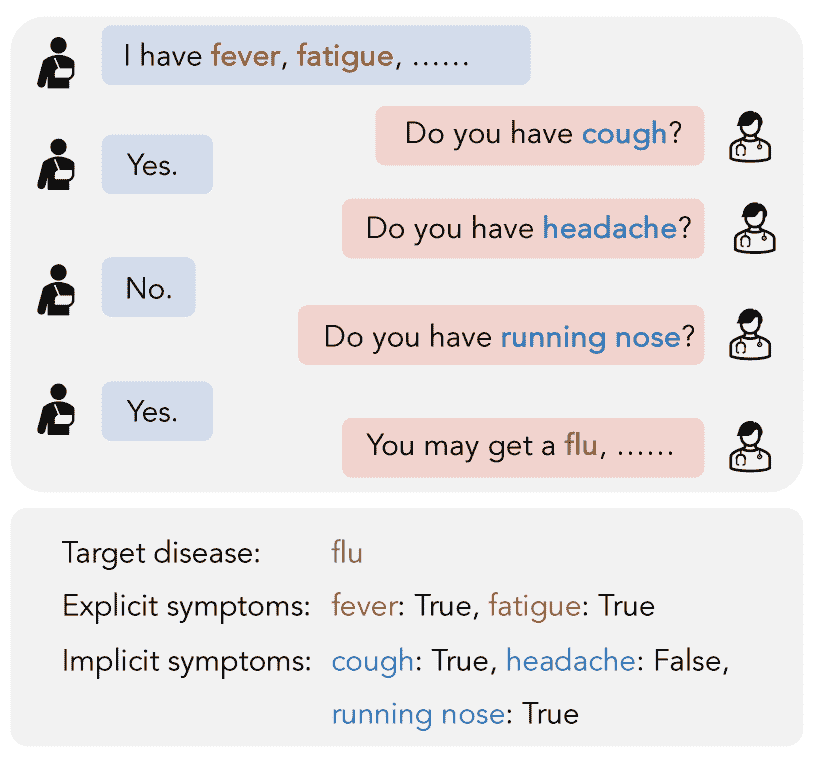 I have fever, fatigue, ......
Do you have cough?
Yes.
Do you have headache?
No.
Do you have running nose?
Yes.
You may get a flu, ......
Target disease: flu
Explicit symptoms: fever: True, fatigue: True
Implicit symptoms: cough: True, headache: False,
running nose: True